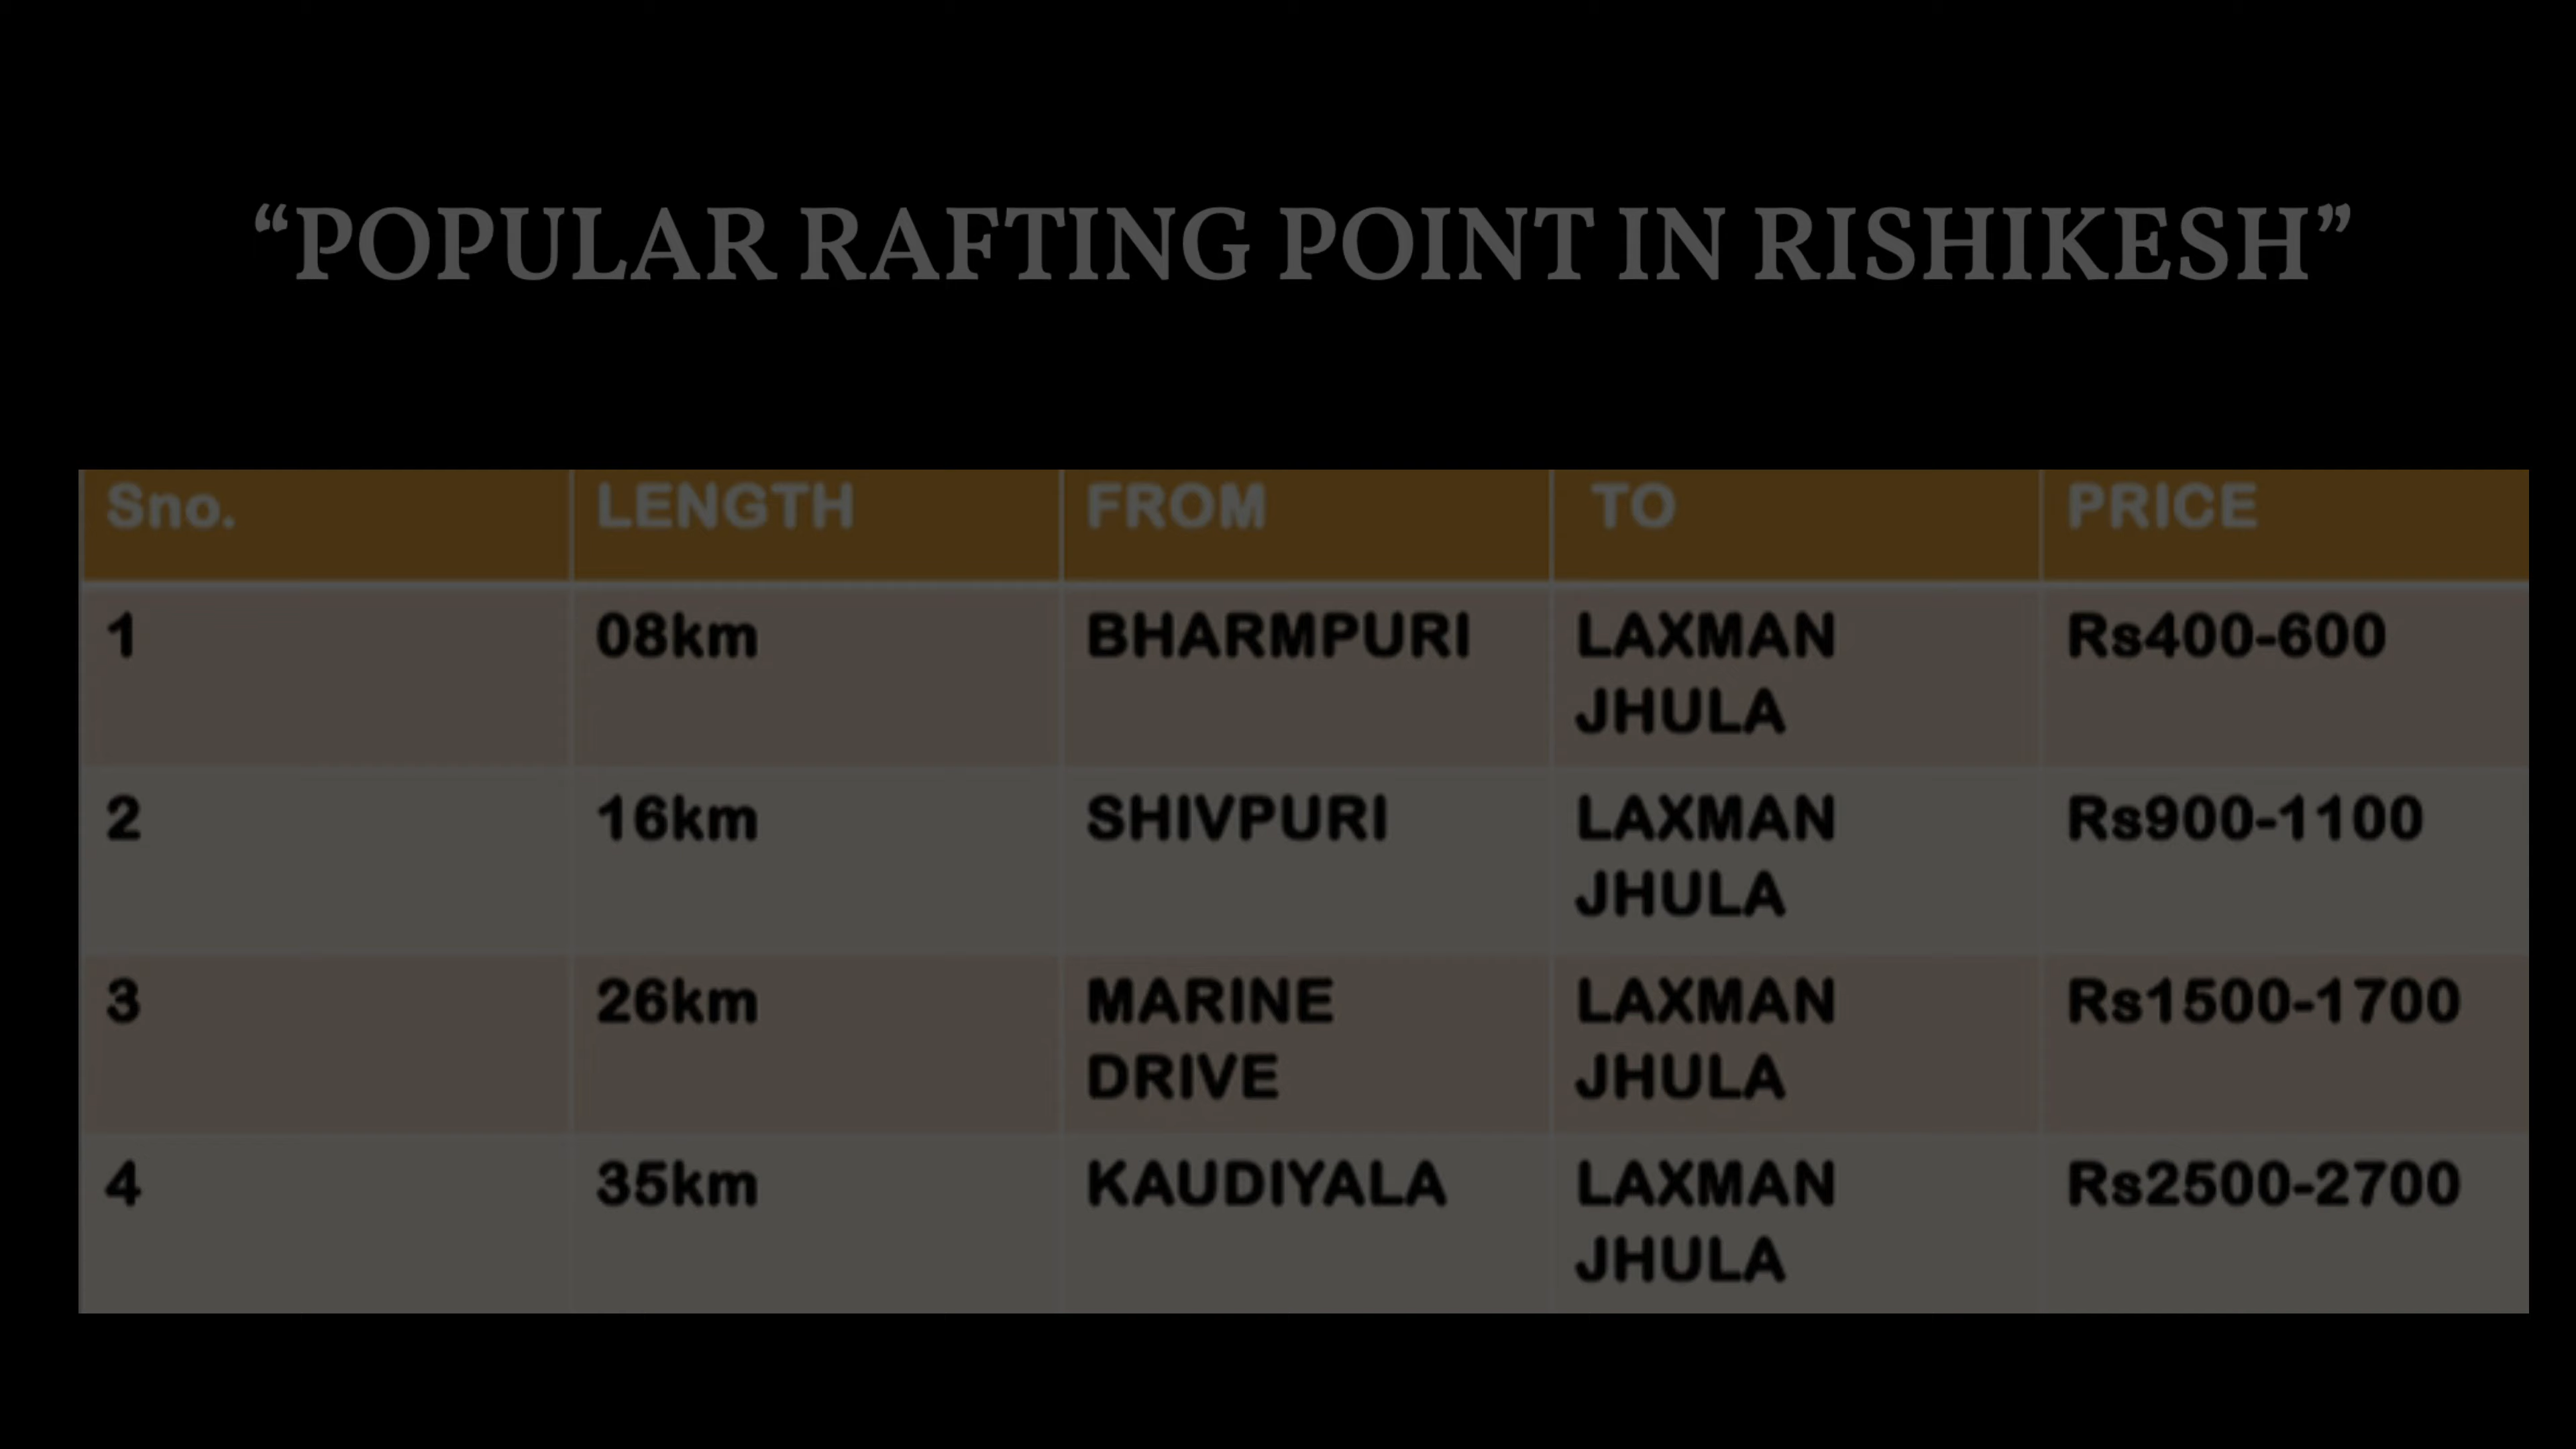 “POPULAR RAFTING POINT IN RISHIKESH”
Sno. LENGTH FROM TO PRICE
1 08km BHARMPURI LAXMAN JHULA Rs400-600
2 16km SHIVPURI LAXMAN JHULA Rs900-1100
3 26km MARINE DRIVE LAXMAN JHULA Rs1500-1700
4 35km KAUDIYALA LAXMAN JHULA Rs2500-2700